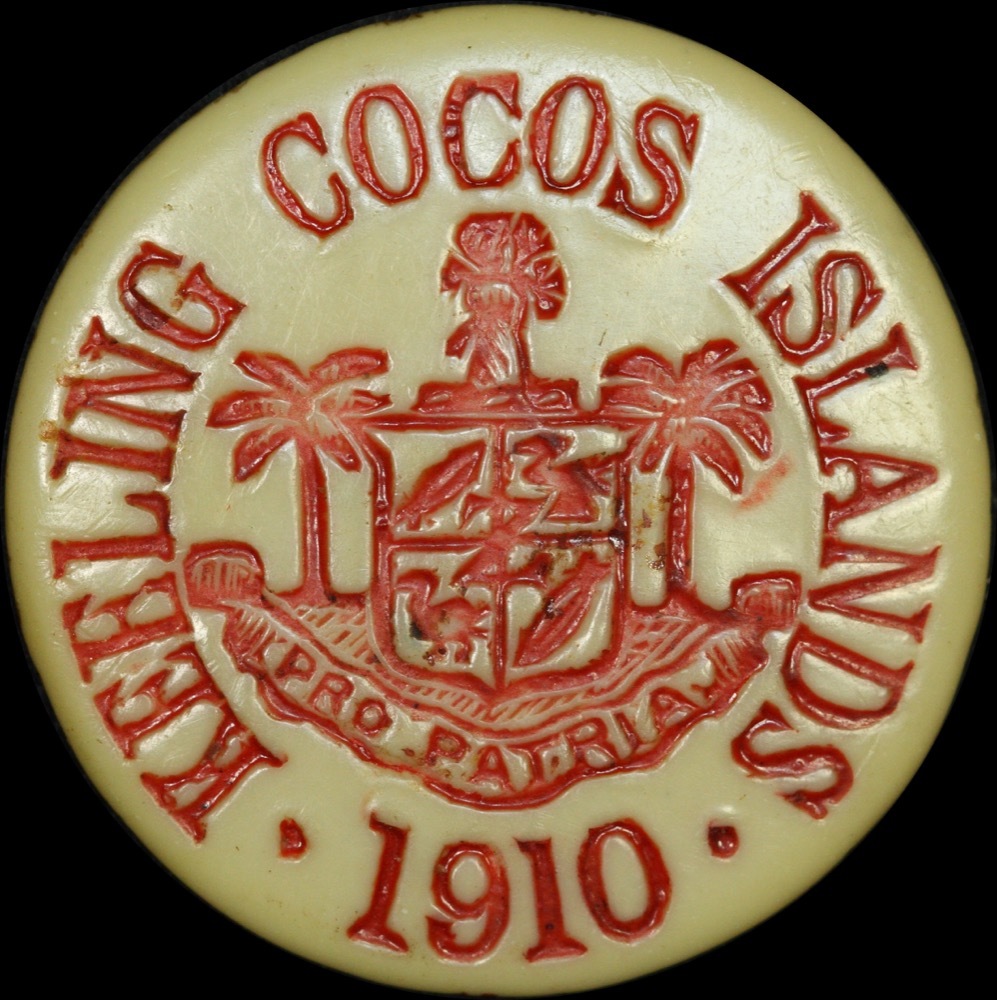 KEELING COCOS ISLANDS
PRO PATRIA
· 1910 ·